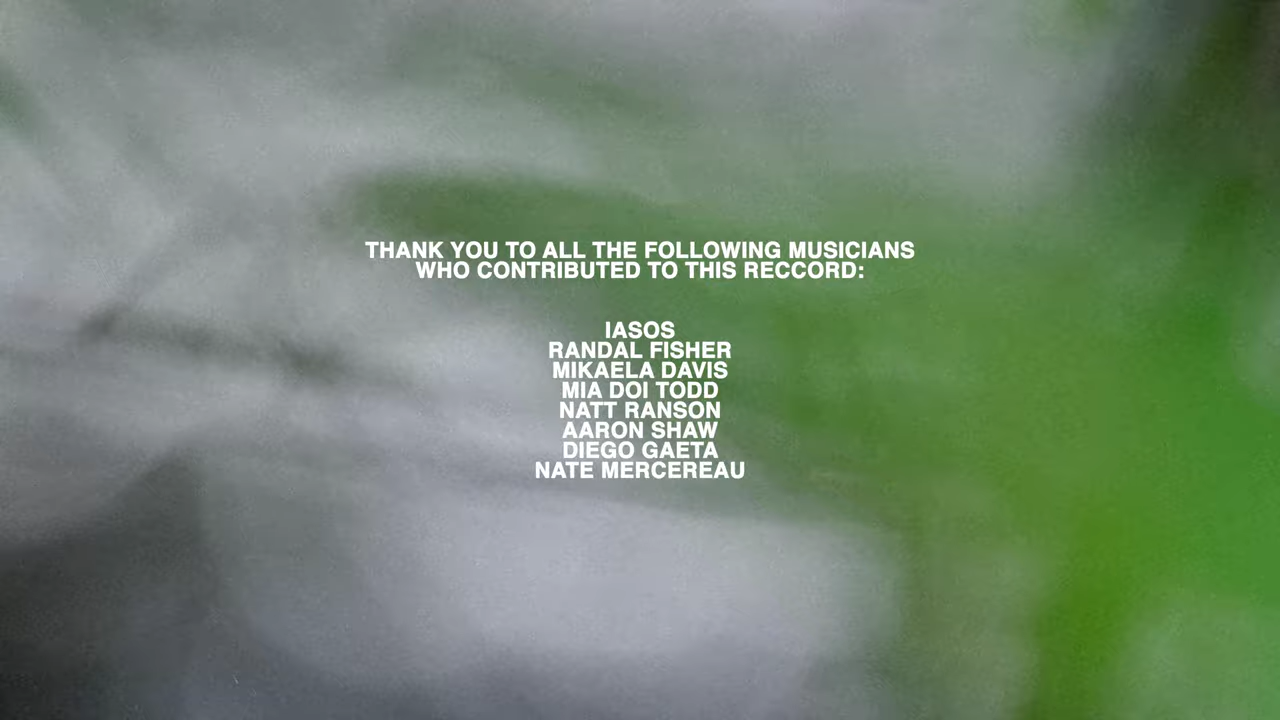 THANK YOU TO ALL THE FOLLOWING MUSICIANS
WHO CONTRIBUTED TO THIS RECCORD:
IASOS
RANDAL FISHER
MIKAELA DAVIS
MIA DOI TODD
NATT RANSON
AARON SHAW
DIEGO GAETA
NATE MERCEREAU